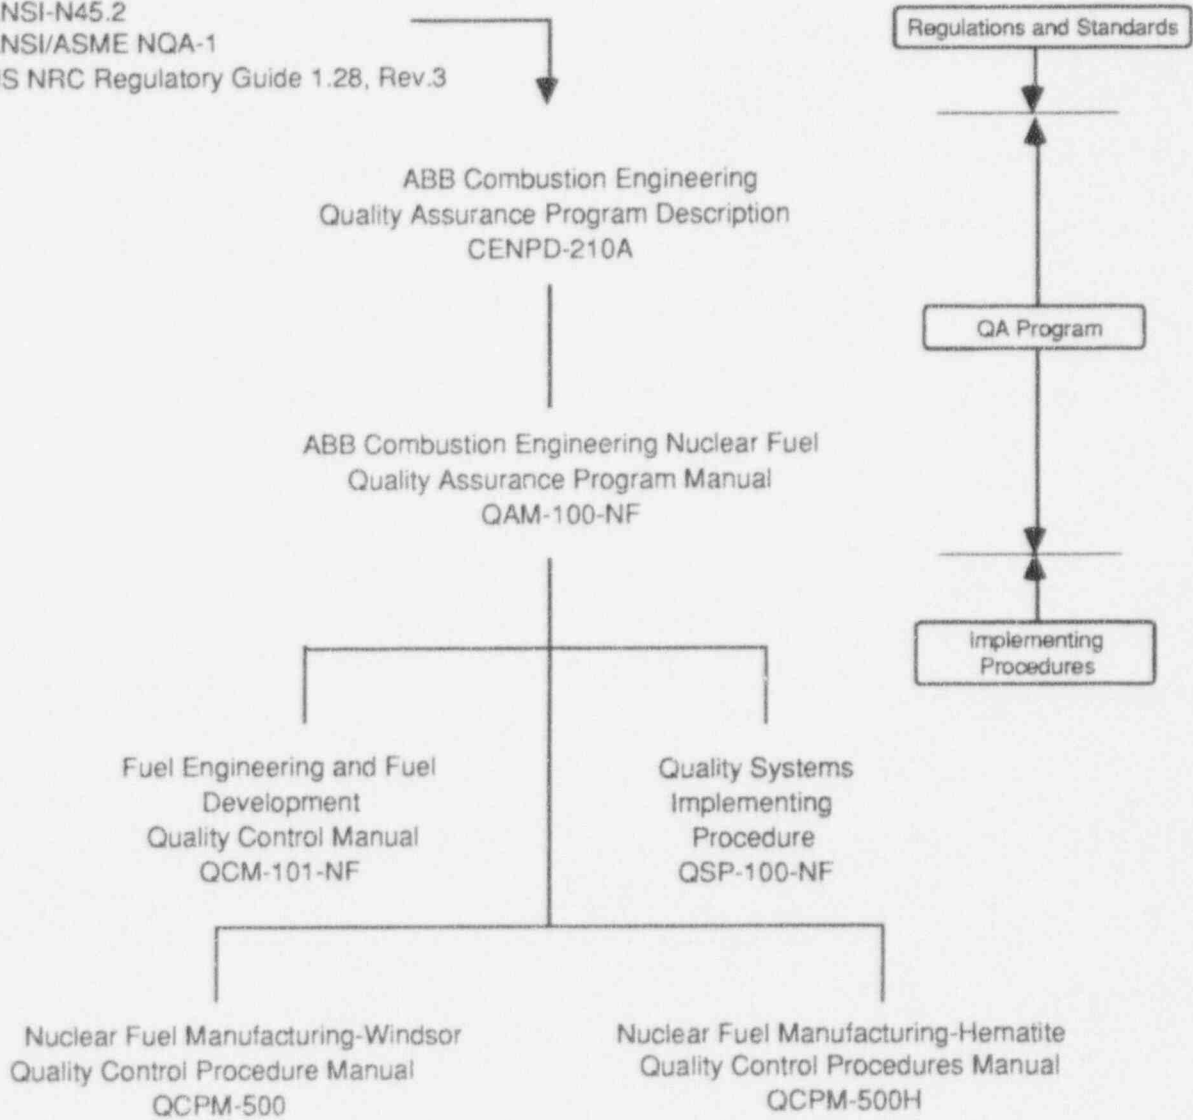 NSI-N45.2
NSI/ASME NQA-1
S NRC Regulatory Guide 1.28, Rev.3
Regulations and Standards
ABB Combustion Engineering
Quality Assurance Program Description
CENPD-210A
QA Program
ABB Combustion Engineering Nuclear Fuel
Quality Assurance Program Manual
QAM-100-NF
Implementing
Procedures
Fuel Engineering and Fuel
Development
Quality Control Manual
QCM-101-NF
Quality Systems
Implementing
Procedure
QSP-100-NF
Nuclear Fuel Manufacturing-Windsor
Quality Control Procedure Manual
QCPM-500
Nuclear Fuel Manufacturing-Hematite
Quality Control Procedures Manual
QCPM-500H